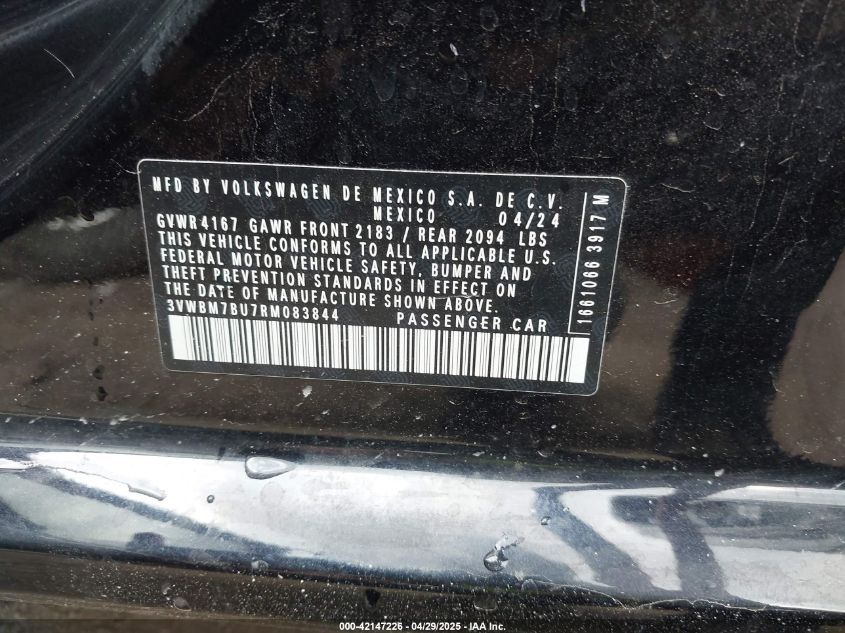 MFD BY VOLKSWAGEN DE MEXICO S.A. DE C.V.
MEXICO 04/24
GVWR 4167 GAWR FRONT 2183 / REAR 2094 LBS
THIS VEHICLE CONFORMS TO ALL APPLICABLE U.S.
FEDERAL MOTOR VEHICLE SAFETY, BUMPER AND
THEFT PREVENTION STANDARDS IN EFFECT ON
THE DATE OF MANUFACTURE SHOWN ABOVE.
3VWBM7BU7RM083844 PASSENGER CAR
1661066 3917 M
000-42147226 - 04/29/2025 - IAA Inc.